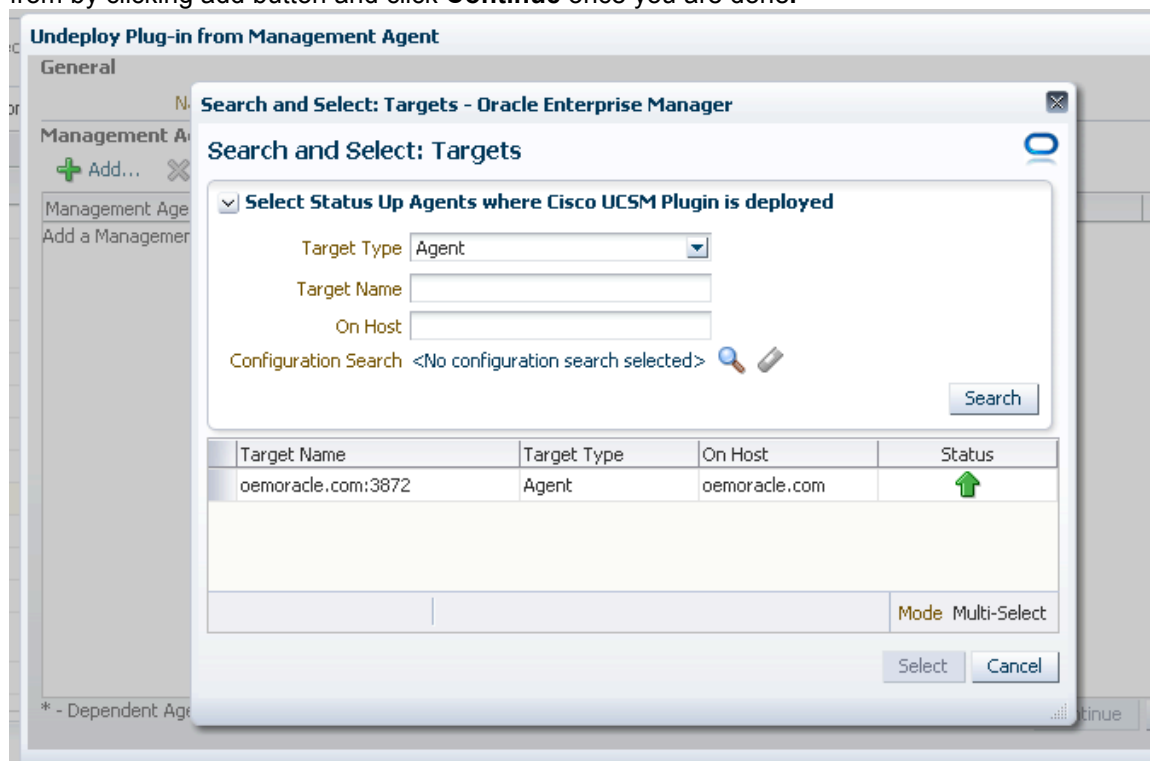 from by clicking add button and click Continue once you are done.
Undeploy Plug-in from Management Agent
General
Search and Select: Targets - Oracle Enterprise Manager
Management A
Search and Select: Targets
Add...
Select Status Up Agents where Cisco UCSM Plugin is deployed
Management Age
Add a Managemen
Target Type Agent
Target Name
On Host
Configuration Search <No configuration search selected>
Search
Target Name Target Type On Host Status
oemoracle.com:3872 Agent oemoracle.com
Mode Multi-Select
Select Cancel
* - Dependent Age
tinue